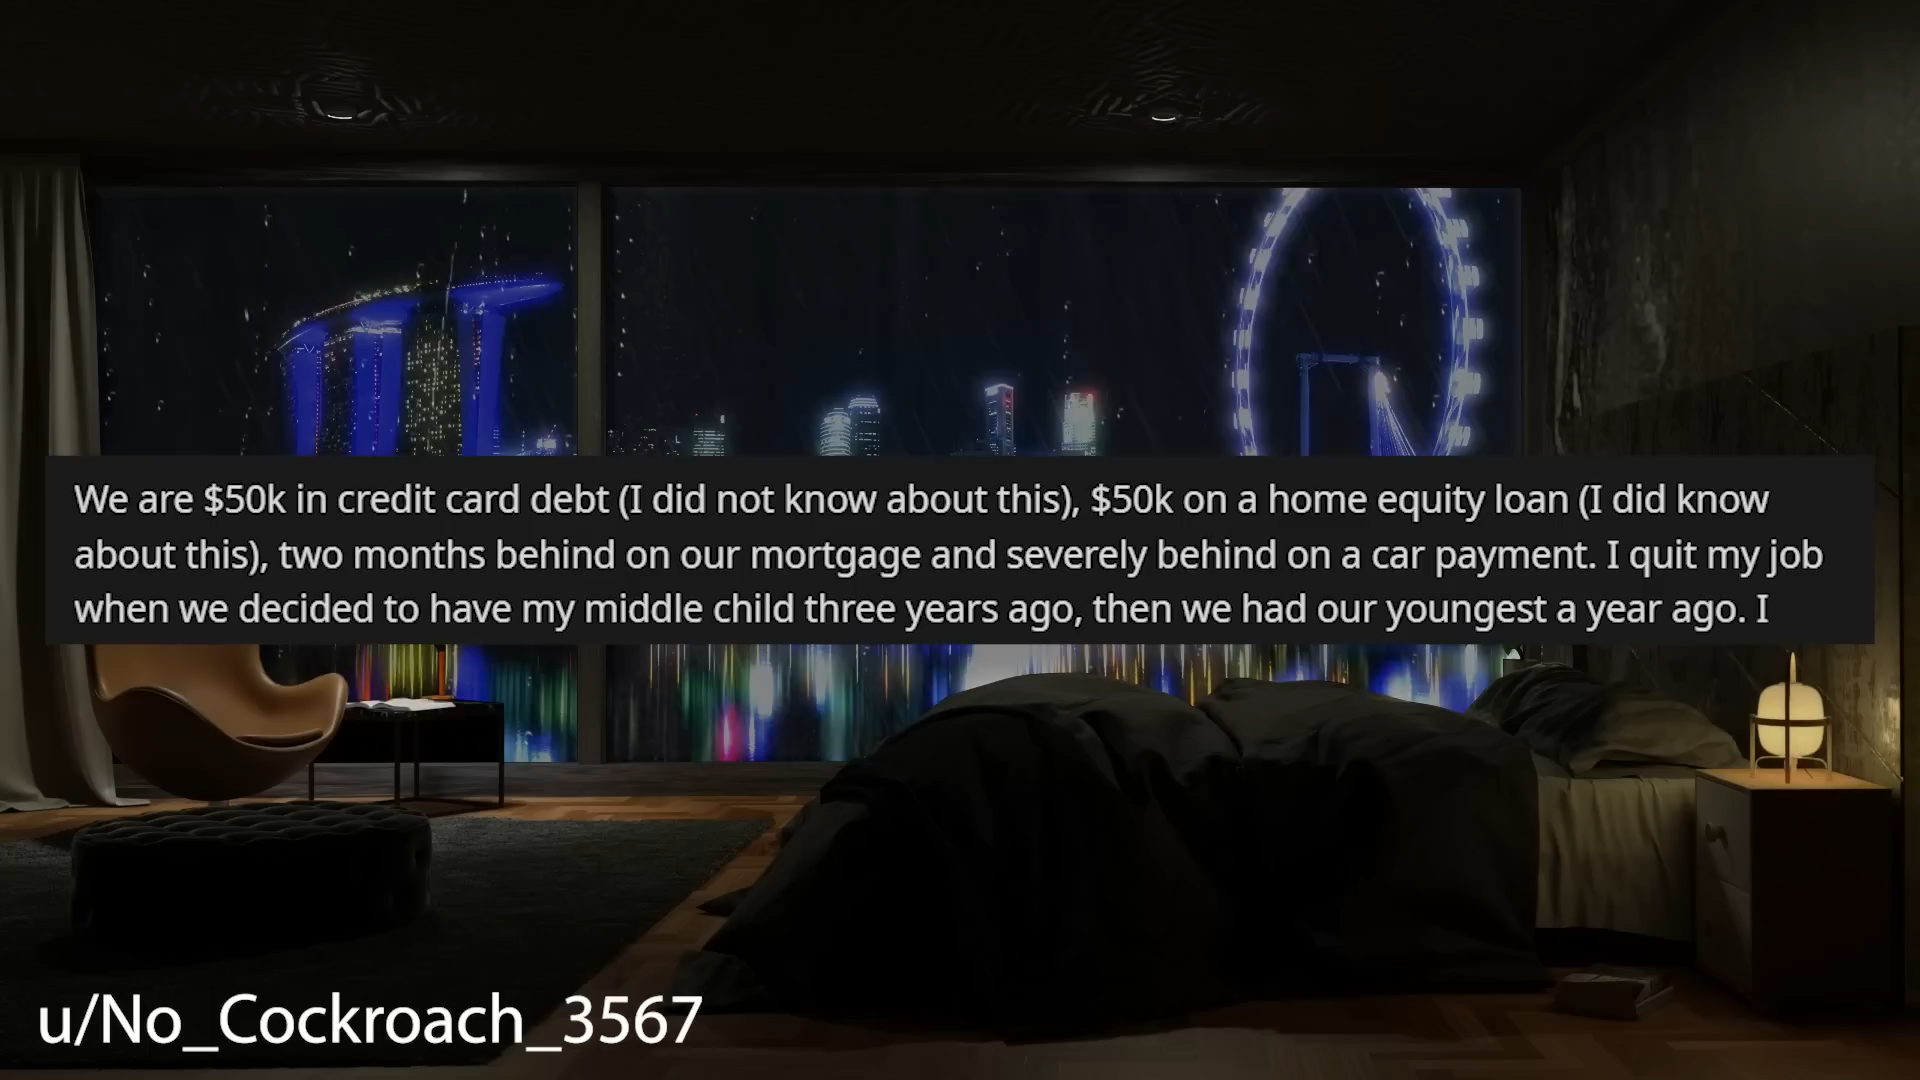 We are $50k in credit card debt (I did not know about this), $50k on a home equity loan (I did know
about this), two months behind on our mortgage and severely behind on a car payment. I quit my job
when we decided to have my middle child three years ago, then we had our youngest a year ago. I
u/No_Cockroach_3567